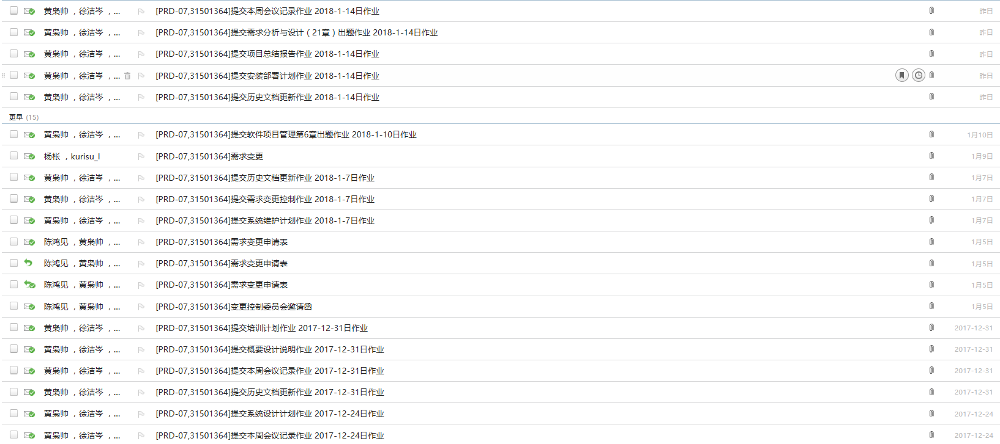 黄枭帅 ，徐洁岑 ，... [PRD-07,31501364]提交本周会议记录作业 2018-1-14日作业 昨日
黄枭帅 ，徐洁岑 ，... [PRD-07,31501364]提交需求分析与设计（21章）出题作业 2018-1-14日作业 昨日
黄枭帅 ，徐洁岑 ，... [PRD-07,31501364]提交项目总结报告作业 2018-1-14日作业 昨日
黄枭帅 ，徐洁岑 ，... [PRD-07,31501364]提交安装部署计划作业 2018-1-14日作业 昨日
黄枭帅 ，徐洁岑 ，... [PRD-07,31501364]提交历史文档更新作业 2018-1-14日作业 昨日
更早 (15)
黄枭帅 ，徐洁岑 ，... [PRD-07,31501364]提交软件项目管理第6章出题作业 2018-1-10日作业 1月10日
杨枨 ，kurisu_l [PRD-07,31501364]需求变更 1月9日
黄枭帅 ，徐洁岑 ，... [PRD-07,31501364]提交历史文档更新作业 2018-1-7日作业 1月7日
黄枭帅 ，徐洁岑 ，... [PRD-07,31501364]提交需求变更控制作业 2018-1-7日作业 1月7日
黄枭帅 ，徐洁岑 ，... [PRD-07,31501364]提交系统维护计划作业 2018-1-7日作业 1月7日
陈鸿见 ，黄枭帅 ，... [PRD-07,31501364]需求变更申请表 1月5日
陈鸿见 ，黄枭帅 ，... [PRD-07,31501364]需求变更申请表 1月5日
陈鸿见 ，黄枭帅 ，... [PRD-07,31501364]需求变更申请表 1月5日
陈鸿见 ，黄枭帅 ，... [PRD-07,31501364]变更控制委员会邀请函 1月5日
黄枭帅 ，徐洁岑 ，... [PRD-07,31501364]提交培训计划作业 2017-12-31日作业 2017-12-31
黄枭帅 ，徐洁岑 ，... [PRD-07,31501364]提交概要设计说明作业 2017-12-31日作业 2017-12-31
黄枭帅 ，徐洁岑 ，... [PRD-07,31501364]提交本周会议记录作业 2017-12-31日作业 2017-12-31
黄枭帅 ，徐洁岑 ，... [PRD-07,31501364]提交历史文档更新作业 2017-12-31日作业 2017-12-31
黄枭帅 ，徐洁岑 ，... [PRD-07,31501364]提交系统设计计划作业 2017-12-24日作业 2017-12-24
黄枭帅 ，徐洁岑 ，... [PRD-07,31501364]提交本周会议记录作业 2017-12-24日作业 2017-12-24